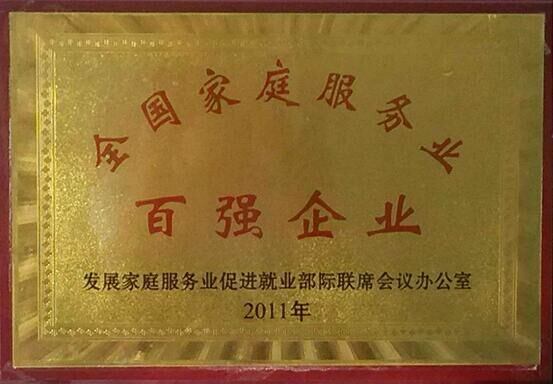 全国家庭服务业
百强企业
发展家庭服务业促进就业部际联席会议办公室
2011年